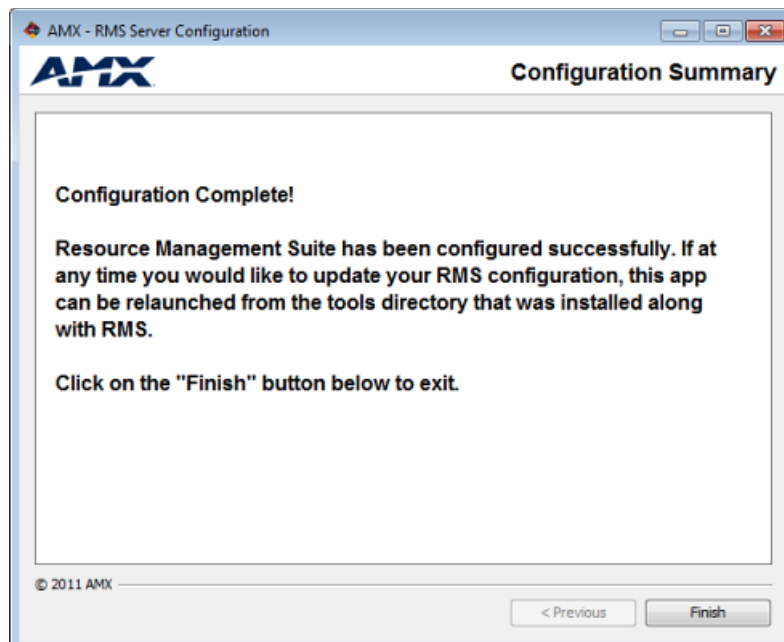 AMX - RMS Server Configuration
AMX
Configuration Summary
Configuration Complete!
Resource Management Suite has been configured successfully. If at
any time you would like to update your RMS configuration, this app
can be relaunched from the tools directory that was installed along
with RMS.
Click on the "Finish" button below to exit.
© 2011 AMX
< Previous
Finish